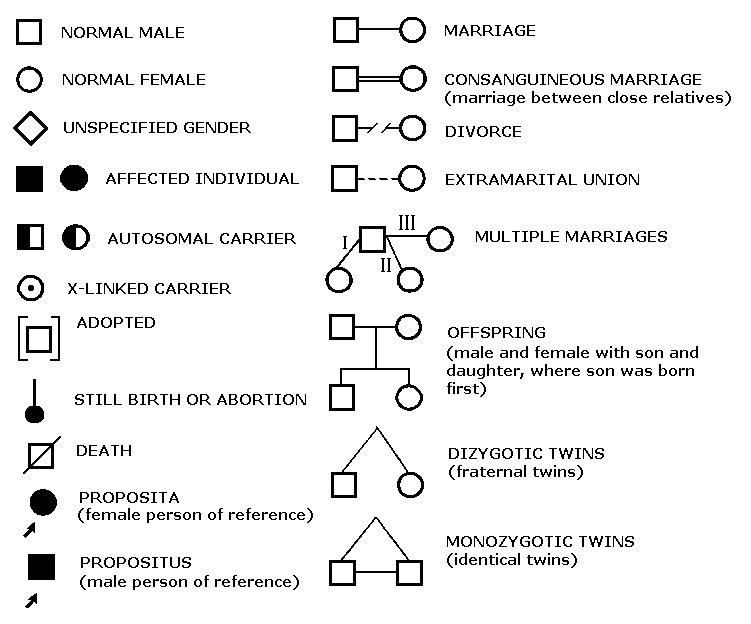 NORMAL MALE
NORMAL FEMALE
UNSPECIFIED GENDER
AFFECTED INDIVIDUAL
AUTOSOMAL CARRIER
X-LINKED CARRIER
ADOPTED
STILL BIRTH OR ABORTION
DEATH
PROPOSITA
(female person of reference)
PROPOSITUS
(male person of reference)
MARRIAGE
CONSANGUINEOUS MARRIAGE
(marriage between close relatives)
DIVORCE
EXTRAMARITAL UNION
I
II
III
MULTIPLE MARRIAGES
OFFSPRING
(male and female with son and
daughter, where son was born
first)
DIZYGOTIC TWINS
(fraternal twins)
MONOZYGOTIC TWINS
(identical twins)